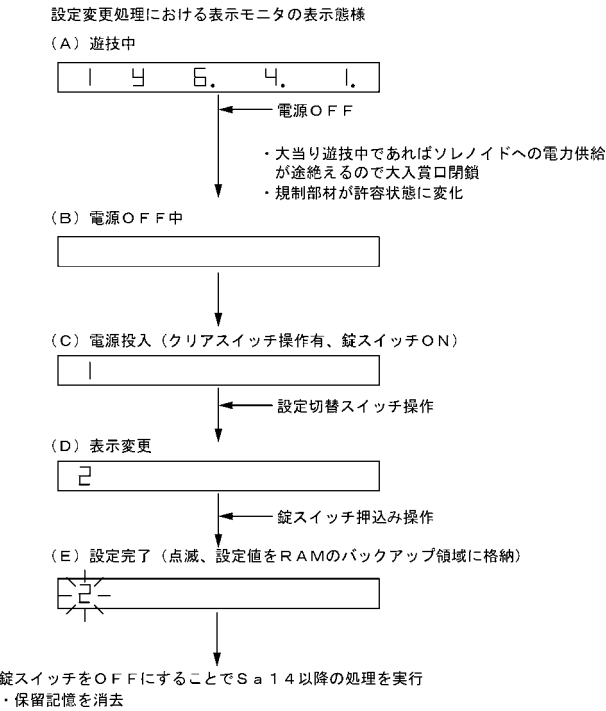 設定変更処理における表示モニタの表示態様
（Ａ）遊技中
1 y 6. 4. 1.
電源ＯＦＦ
・大当り遊技中であればソレノイドへの電力供給
が途絶えるので大入賞口閉鎖
・規制部材が許容状態に変化
（Ｂ）電源ＯＦＦ中
（Ｃ）電源投入（クリアスイッチ操作有、錠スイッチＯＮ）
1
設定切替スイッチ操作
（Ｄ）表示変更
2
錠スイッチ押込み操作
（Ｅ）設定完了（点滅、設定値をＲＡＭのバックアップ領域に格納）
2
錠スイッチをＯＦＦにすることでＳａ１４以降の処理を実行
・保留記憶を消去